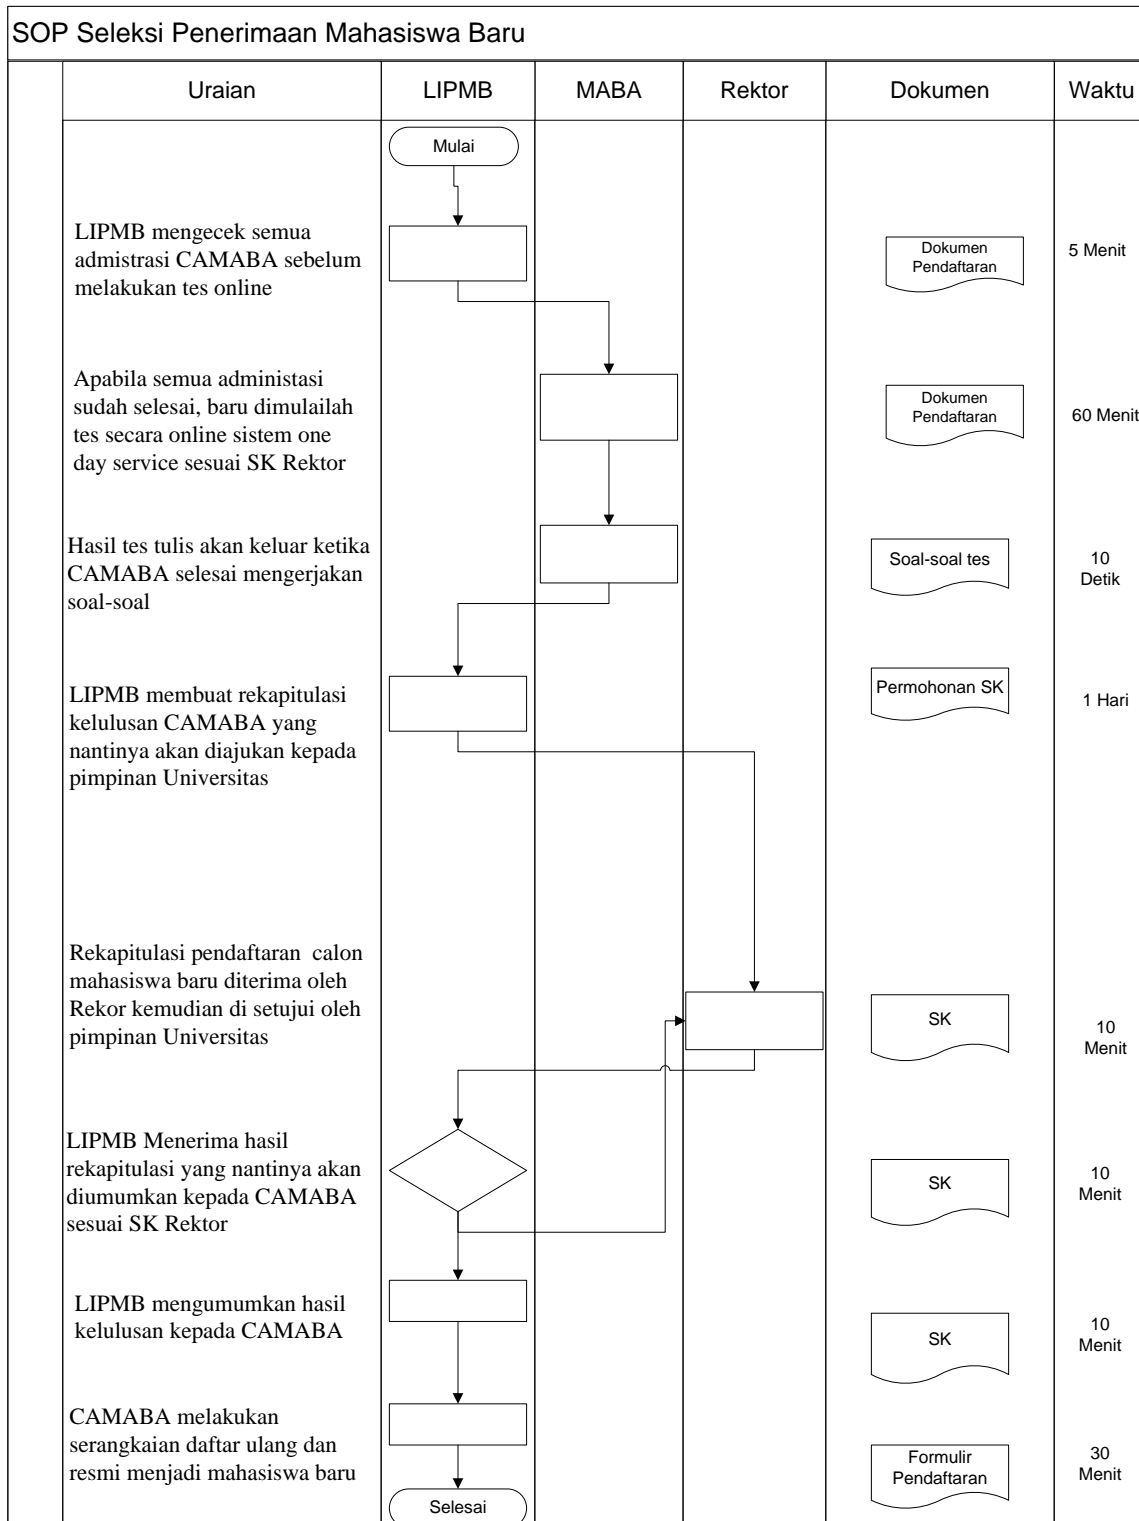 SOP Seleksi Penerimaan Mahasiswa Baru
Uraian
LIPMB
MABA
Rektor
Dokumen
Waktu
Mulai
LIPMB mengecek semua
admistrasi CAMABA sebelum
melakukan tes online
Dokumen
Pendaftaran
5 Menit
Apabila semua administasi
sudah selesai, baru dimulailah
tes secara online sistem one
day service sesuai SK Rektor
Dokumen
Pendaftaran
60 Menit
Hasil tes tulis akan keluar ketika
CAMABA selesai mengerjakan
soal-soal
Soal-soal tes
10
Detik
LIPMB membuat rekapitulasi
kelulusan CAMABA yang
nantinya akan diajukan kepada
pimpinan Universitas
Permohonan SK
1 Hari
Rekapitulasi pendaftaran  calon
mahasiswa baru diterima oleh
Rekor kemudian di setujui oleh
pimpinan Universitas
SK
10
Menit
LIPMB Menerima hasil
rekapitulasi yang nantinya akan
diumumkan kepada CAMABA
sesuai SK Rektor
SK
10
Menit
LIPMB mengumumkan hasil
kelulusan kepada CAMABA
SK
10
Menit
CAMABA melakukan
serangkaian daftar ulang dan
resmi menjadi mahasiswa baru
Formulir
Pendaftaran
30
Menit
Selesai